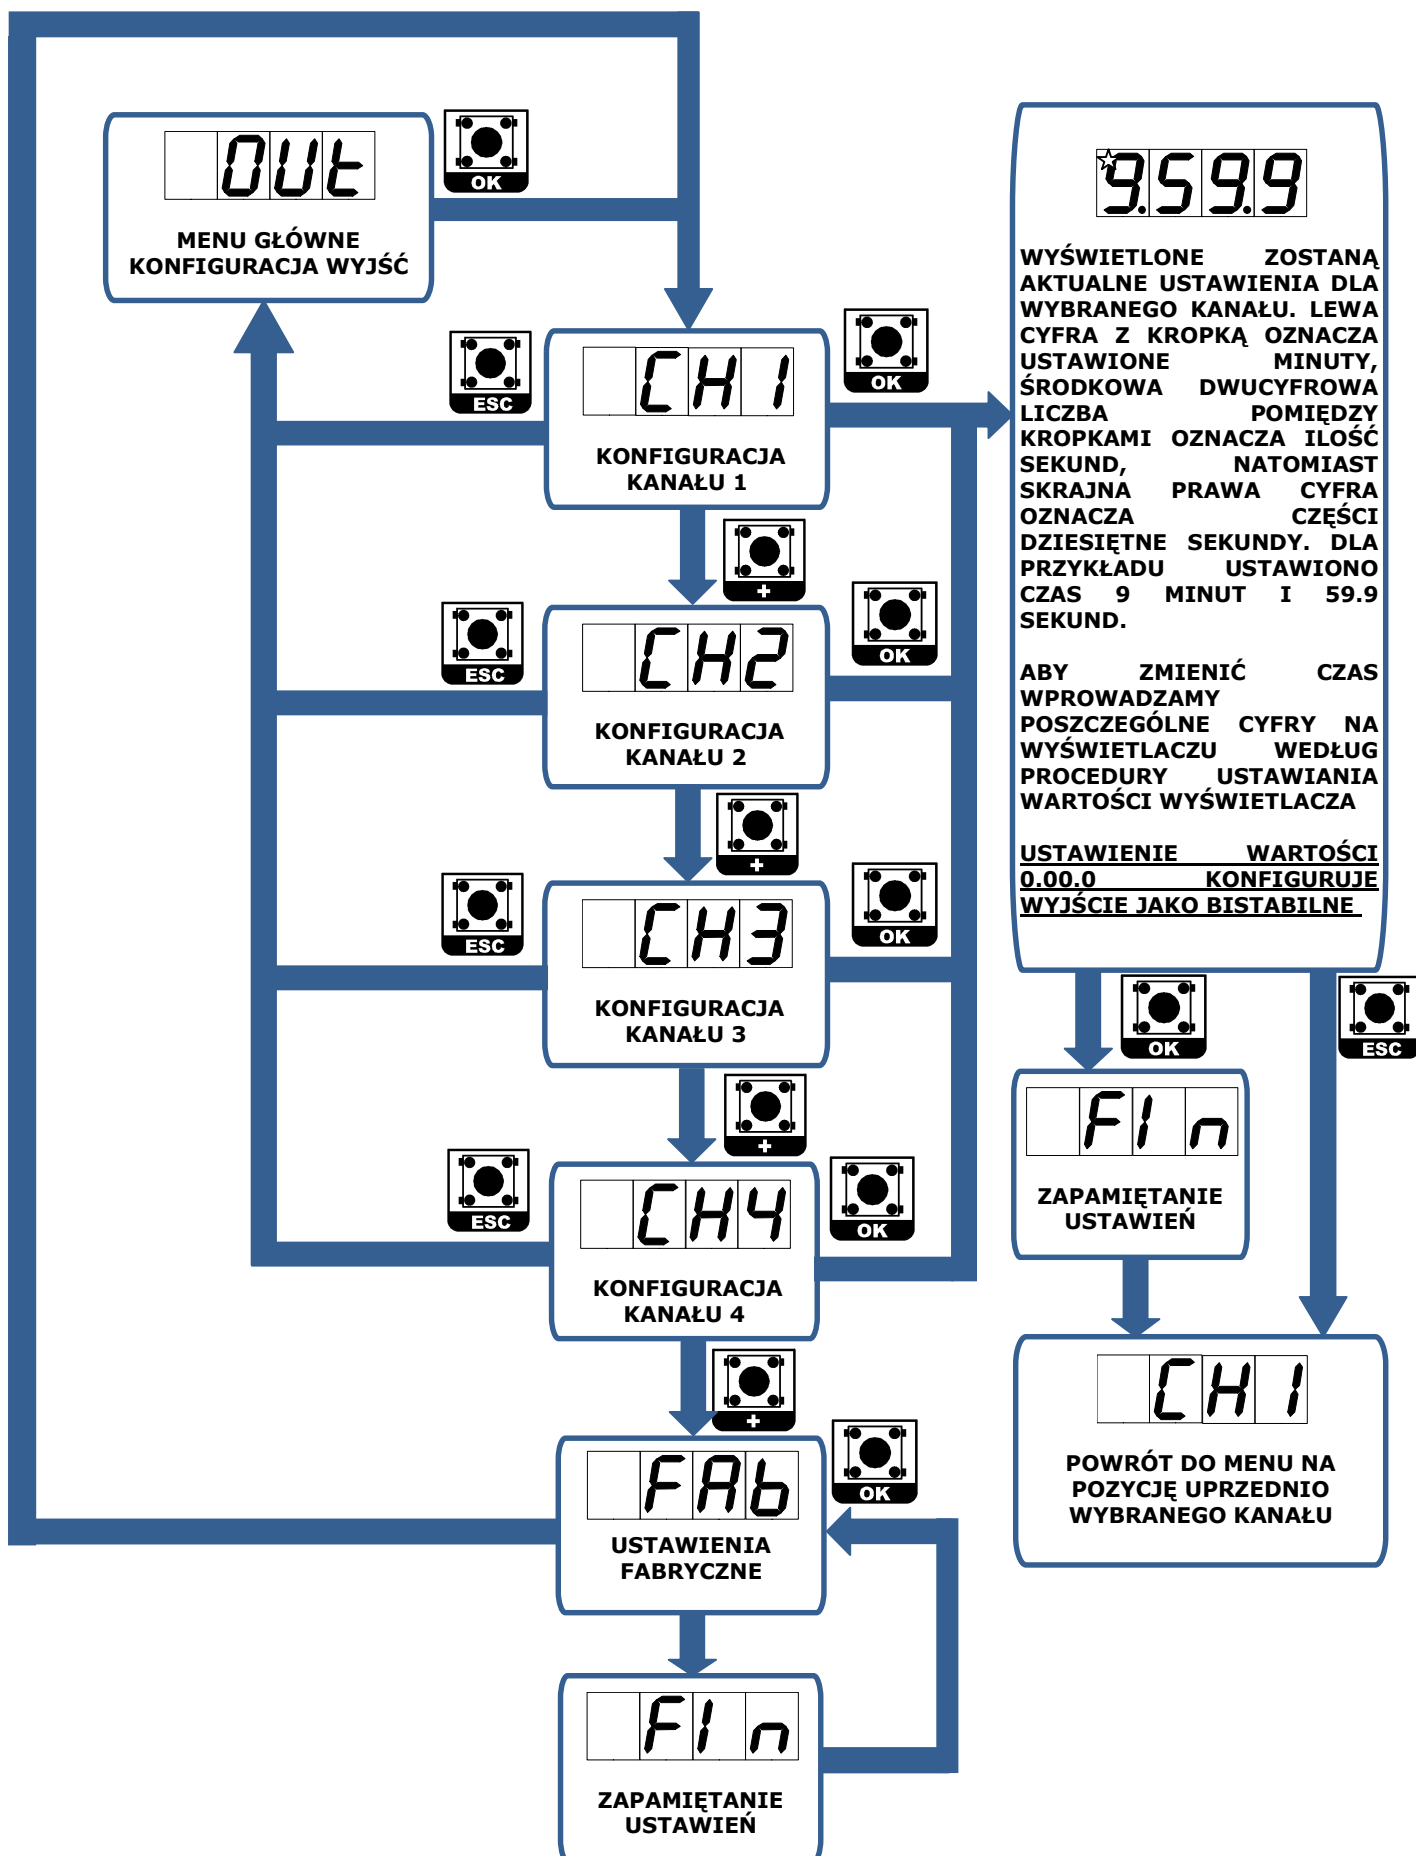 OUt
OK
MENU GŁÓWNE
KONFIGURACJA WYJŚĆ
ESC
CH1
OK
KONFIGURACJA
KANAŁU 1
+
ESC
CH2
OK
KONFIGURACJA
KANAŁU 2
+
ESC
CH3
OK
KONFIGURACJA
KANAŁU 3
+
ESC
CH4
OK
KONFIGURACJA
KANAŁU 4
+
FAb
OK
USTAWIENIA
FABRYCZNE
FIn
ZAPAMIĘTANIE
USTAWIEŃ
9.59.9
WYŚWIETLONE ZOSTANĄ
AKTUALNE USTAWIENIA DLA
WYBRANEGO KANAŁU. LEWA
CYFRA Z KROPKĄ OZNACZA
USTAWIONE MINUTY,
ŚRODKOWA DWUCYFROWA
LICZBA POMIĘDZY
KROPKAMI OZNACZA ILOŚĆ
SEKUND, NATOMIAST
SKRAJNA PRAWA CYFRA
OZNACZA CZĘŚCI
DZIESIĘTNE SEKUNDY. DLA
PRZYKŁADU USTAWIONO
CZAS 9 MINUT I 59.9
SEKUND.
ABY ZMIENIĆ CZAS
WPROWADZAMY
POSZCZEGÓLNE CYFRY NA
WYŚWIETLACZU WEDŁUG
PROCEDURY USTAWIANIA
WARTOŚCI WYŚWIETLACZA
USTAWIENIE WARTOŚCI
0.00.0 KONFIGURUJE
WYJŚCIE JAKO BISTABILNE
OK
ESC
FIn
ZAPAMIĘTANIE
USTAWIEŃ
CH1
POWRÓT DO MENU NA
POZYCJĘ UPRZEDNIO
WYBRANEGO KANAŁU